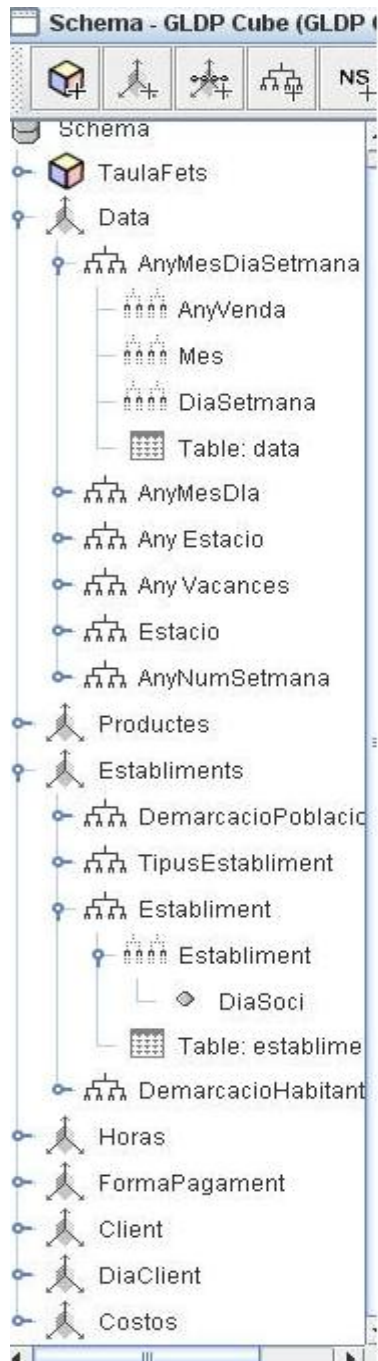 Schema - GLDP Cube (GLDP
NS
Schema
TaulaFets
Data
AnyMesDiaSetmana
AnyVenda
Mes
DiaSetmana
Table: data
AnyMesDIa
Any Estacio
Any Vacances
Estacio
AnyNumSetmana
Productes
Establiments
DemarcacioPoblacio
TipusEstabliment
Establiment
Establiment
DiaSoci
Table: establime
DemarcacioHabitant
Horas
FormaPagament
Client
DiaClient
Costos